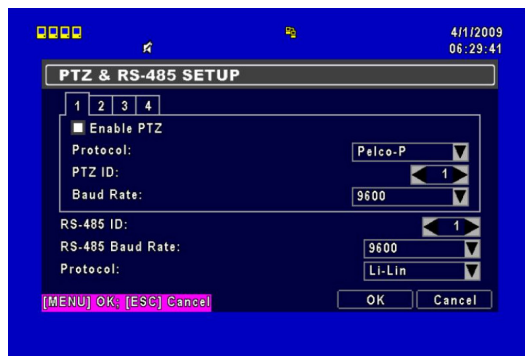 4/1/2009
06:29:41
PTZ & RS-485 SETUP
1 2 3 4
Enable PTZ
Protocol: Pelco-P
PTZ ID: 1
Baud Rate: 9600
RS-485 ID: 1
RS-485 Baud Rate: 9600
Protocol: Li-Lin
[MENU] OK; [ESC] Cancel OK Cancel